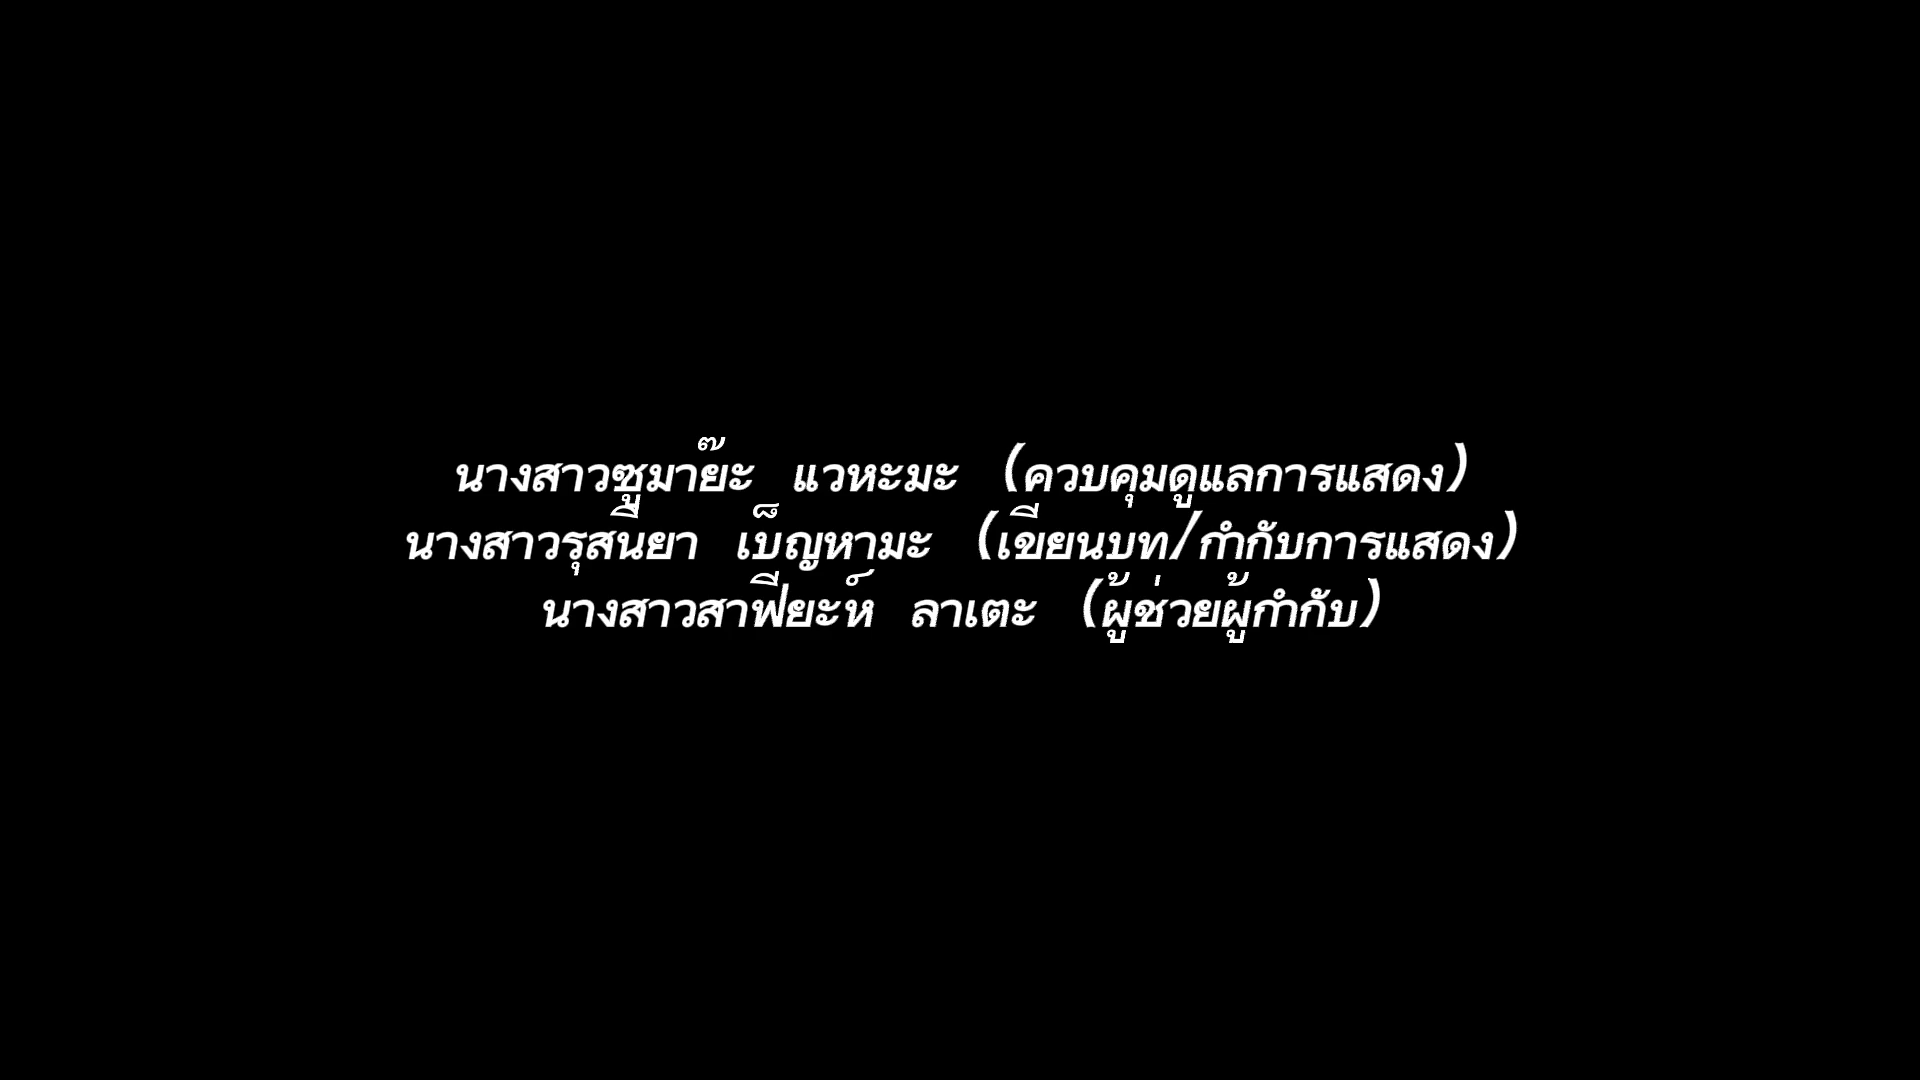 นางสาวซูมาย๊ะ แวหะมะ (ควบคุมดูแลการแสดง)
นางสาวรุสนียา เบ็ญหามะ (เขียนบท/กำกับการแสดง)
นางสาวสาฟียะห์ ลาเตะ (ผู้ช่วยผู้กำกับ)